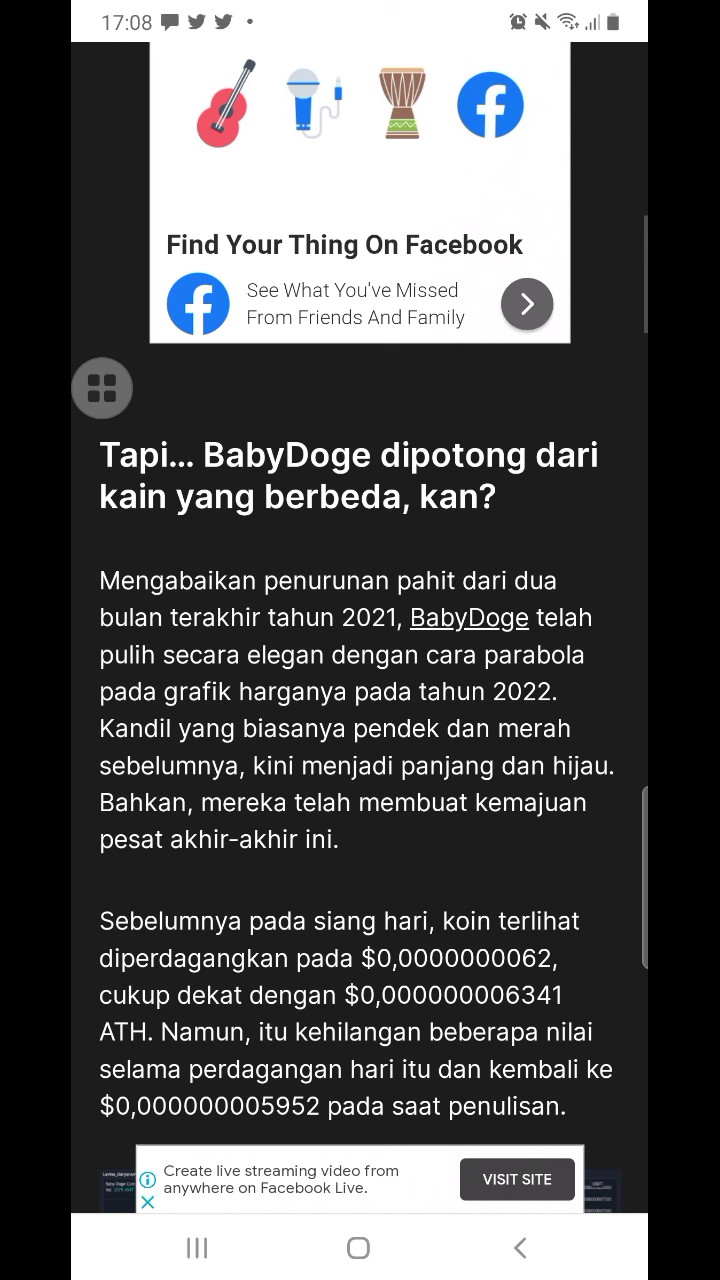 17:08
Find Your Thing On Facebook
See What You've Missed
From Friends And Family
Tapi... BabyDoge dipotong dari
kain yang berbeda, kan?
Mengabaikan penurunan pahit dari dua
bulan terakhir tahun 2021, BabyDoge telah
pulih secara elegan dengan cara parabola
pada grafik harganya pada tahun 2022.
Kandil yang biasanya pendek dan merah
sebelumnya, kini menjadi panjang dan hijau.
Bahkan, mereka telah membuat kemajuan
pesat akhir-akhir ini.
Sebelumnya pada siang hari, koin terlihat
diperdagangkan pada $0,0000000062,
cukup dekat dengan $0,000000006341
ATH. Namun, itu kehilangan beberapa nilai
selama perdagangan hari itu dan kembali ke
$0,000000005952 pada saat penulisan.
Create live streaming video from
anywhere on Facebook Live.
VISIT SITE